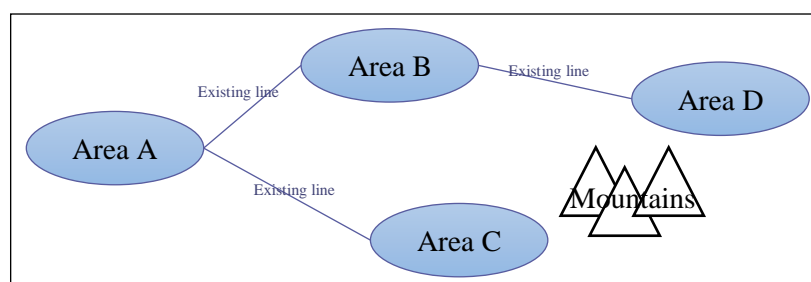 Area B
Existing line
Area D
Existing line
Area A
Existing line
Mountains
Area C